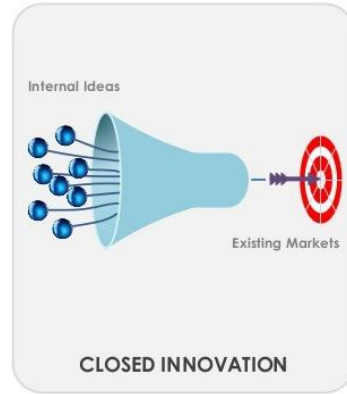 Internal Ideas
Existing Markets
CLOSED INNOVATION